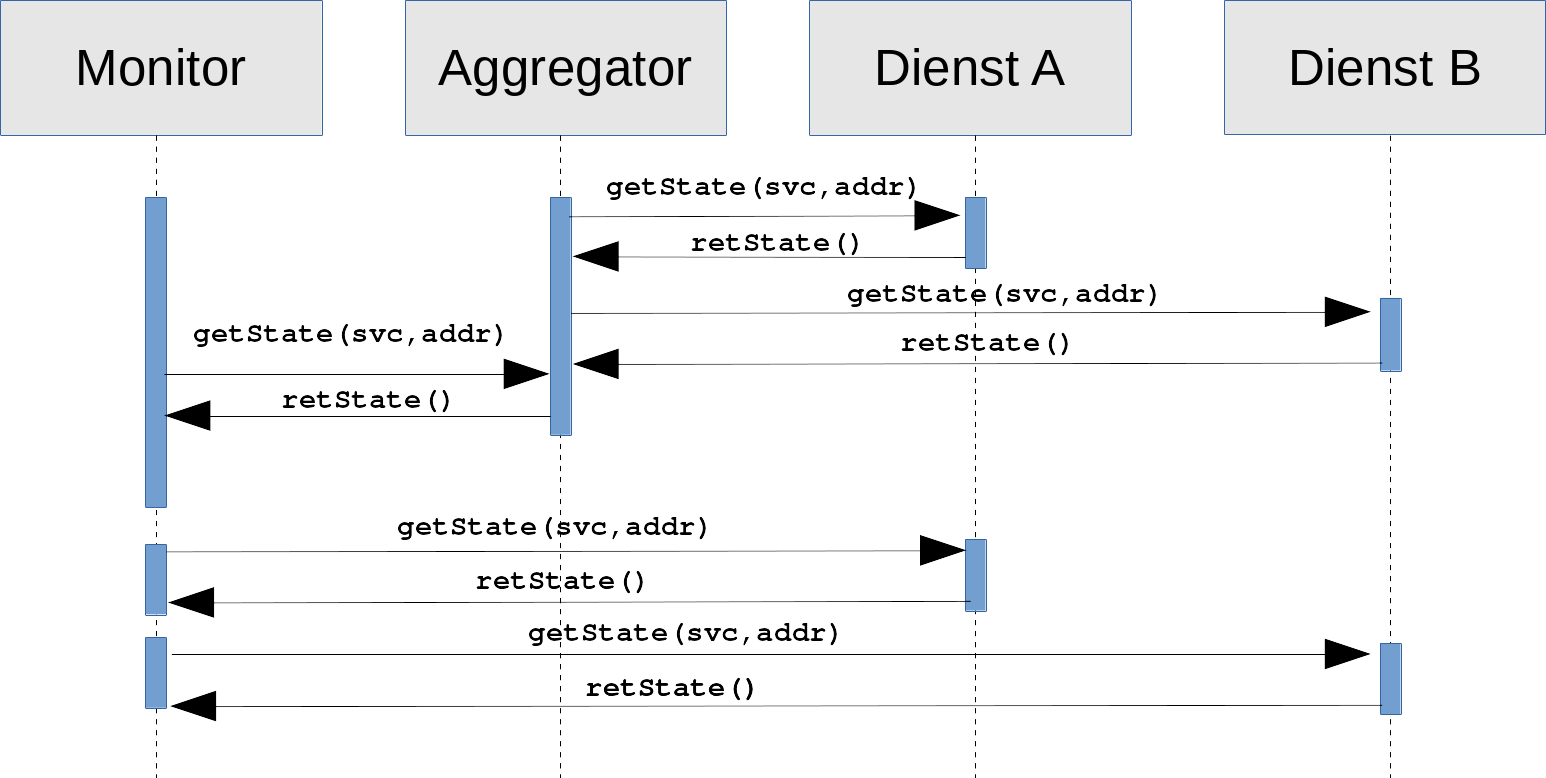 Monitor
Aggregator
Dienst A
Dienst B
getState(svc,addr)
retState()
getState(svc,addr)
getState(svc,addr)
retState()
retState()
getState(svc,addr)
retState()
getState(svc,addr)
retState()